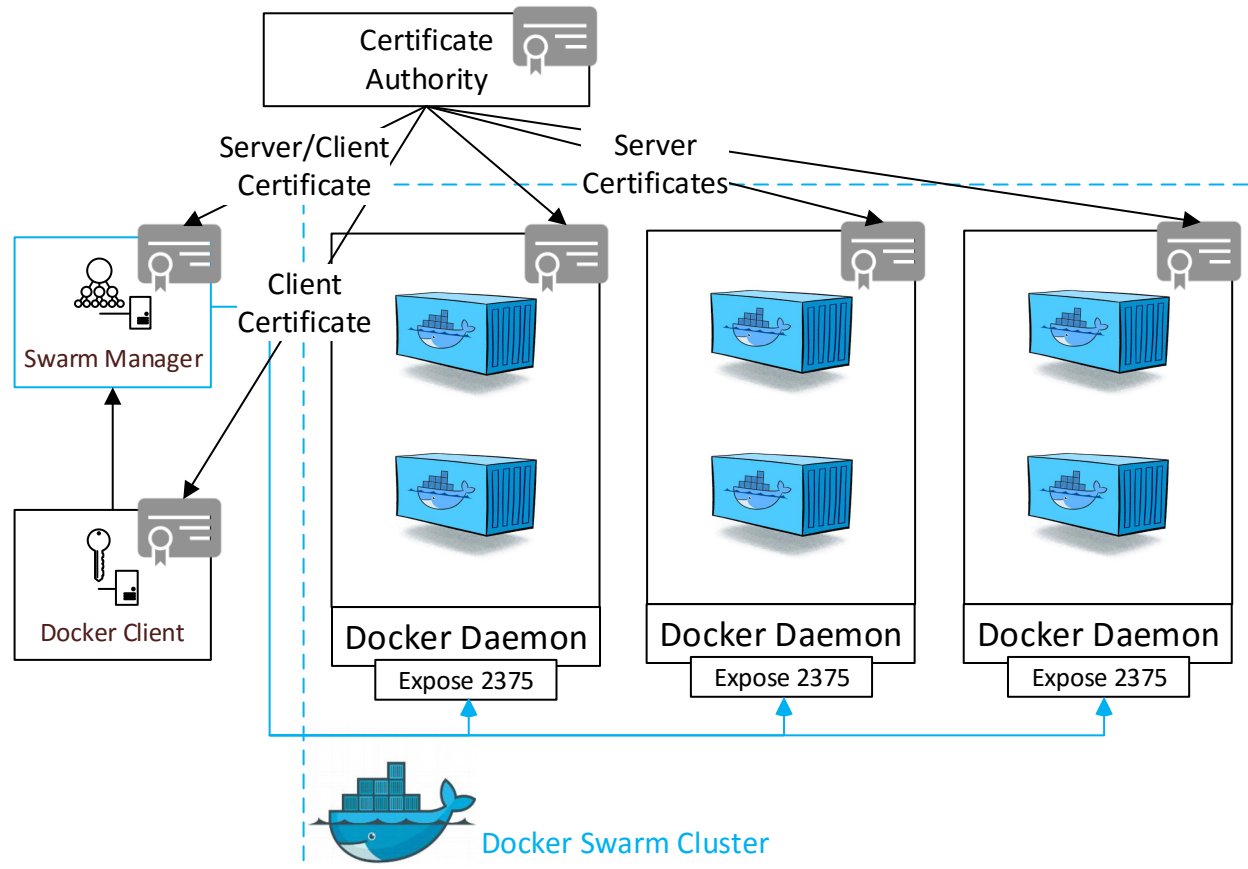 Certificate
Authority
Server/Client
Certificate
Server
Certificates
Client
Certificate
Swarm Manager
Docker Client
Docker Daemon
Docker Daemon
Docker Daemon
Expose 2375
Expose 2375
Expose 2375
Docker Swarm Cluster